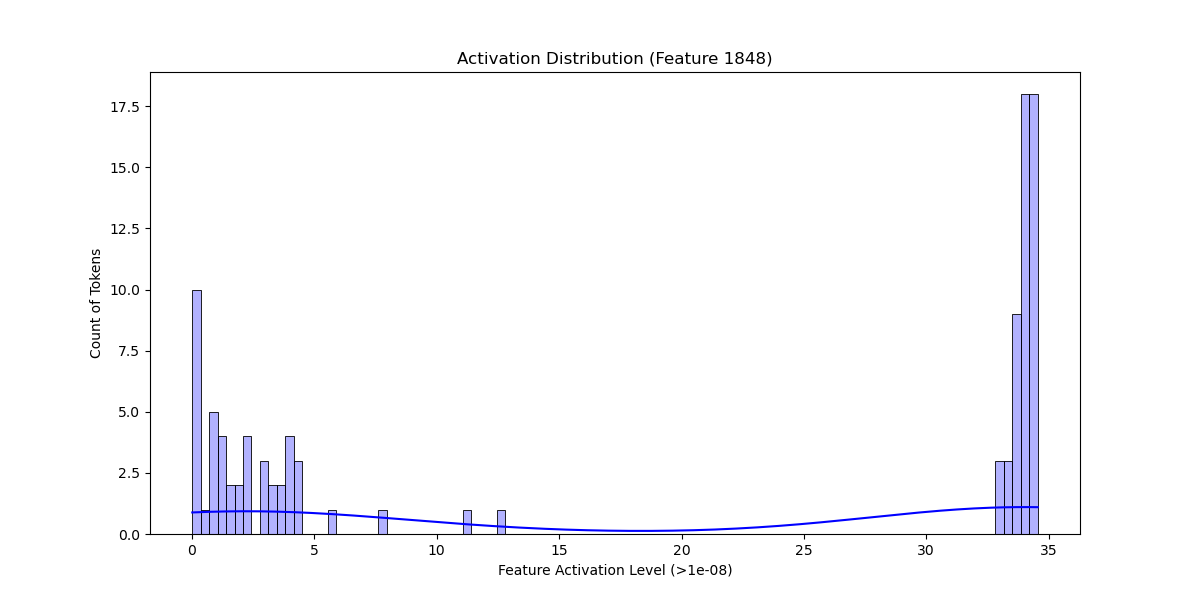 Activation Distribution (Feature 1848)
17.5
15.0
12.5
10.0
7.5
5.0
2.5
0.0
Count of Tokens
0 5 10 15 20 25 30 35
Feature Activation Level (>1e-08)